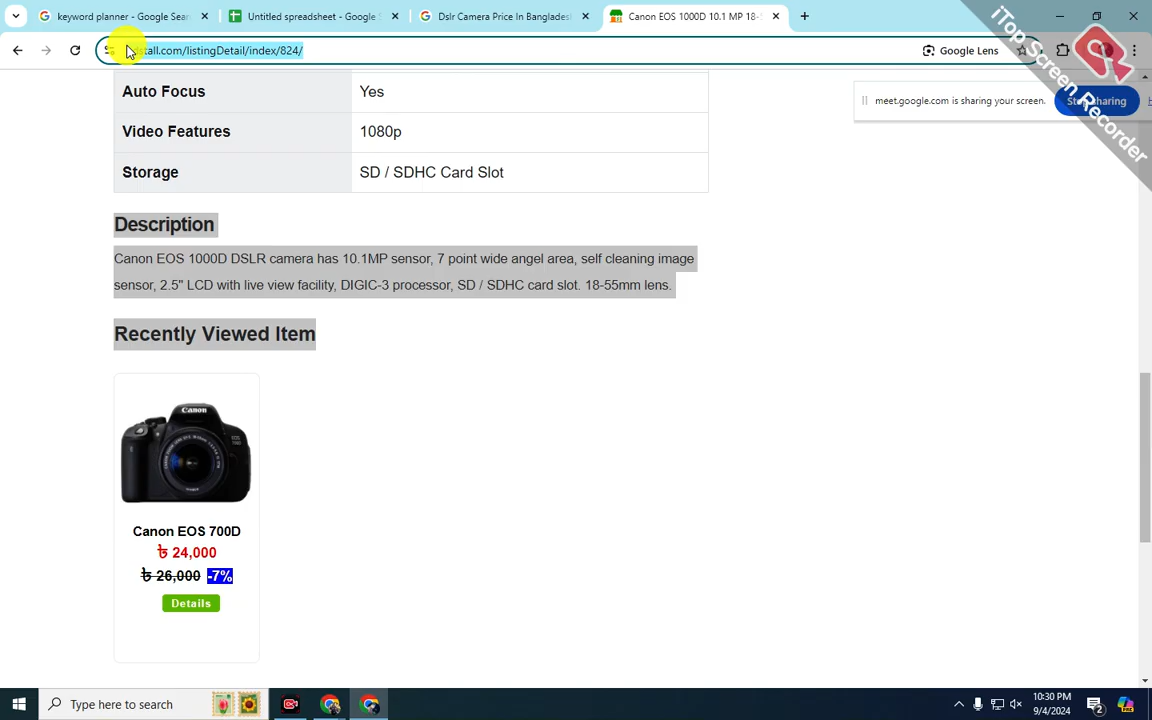 keyword planner - Google Sear
Untitled spreadsheet - Google S
Dslr Camera Price In Bangladesh
Canon EOS 1000D 10.1 MP 18-
stall.com/listingDetail/index/824/
Google Lens
iTop Screen Recorder
meet.google.com is sharing your screen.
Stop sharing
Auto Focus Yes
Video Features 1080p
Storage SD / SDHC Card Slot
Description
Canon EOS 1000D DSLR camera has 10.1MP sensor, 7 point wide angel area, self cleaning image
sensor, 2.5" LCD with live view facility, DIGIC-3 processor, SD / SDHC card slot. 18-55mm lens.
Recently Viewed Item
Canon
Canon EOS 700D
৳ 24,000
৳ 26,000 -7%
Details
Type here to search
10:30 PM
9/4/2024
2